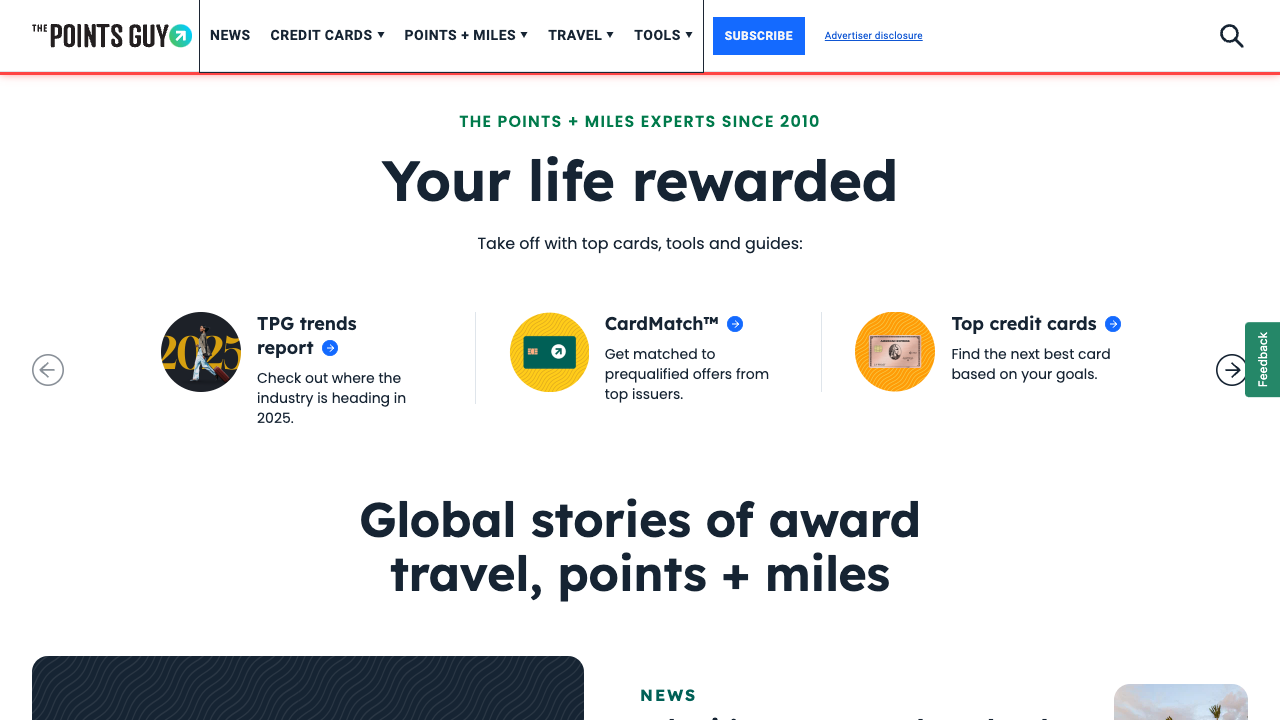 THE POINTS GUY
NEWS
CREDIT CARDS
POINTS + MILES
TRAVEL
TOOLS
SUBSCRIBE
Advertiser disclosure
THE POINTS + MILES EXPERTS SINCE 2010
Your life rewarded
Take off with top cards, tools and guides:
2025
TPG trends
report
Check out where the
industry is heading in
2025.
CardMatch™
Get matched to
prequalified offers from
top issuers.
Top credit cards
Find the next best card
based on your goals.
Feedback
Global stories of award
travel, points + miles
NEWS